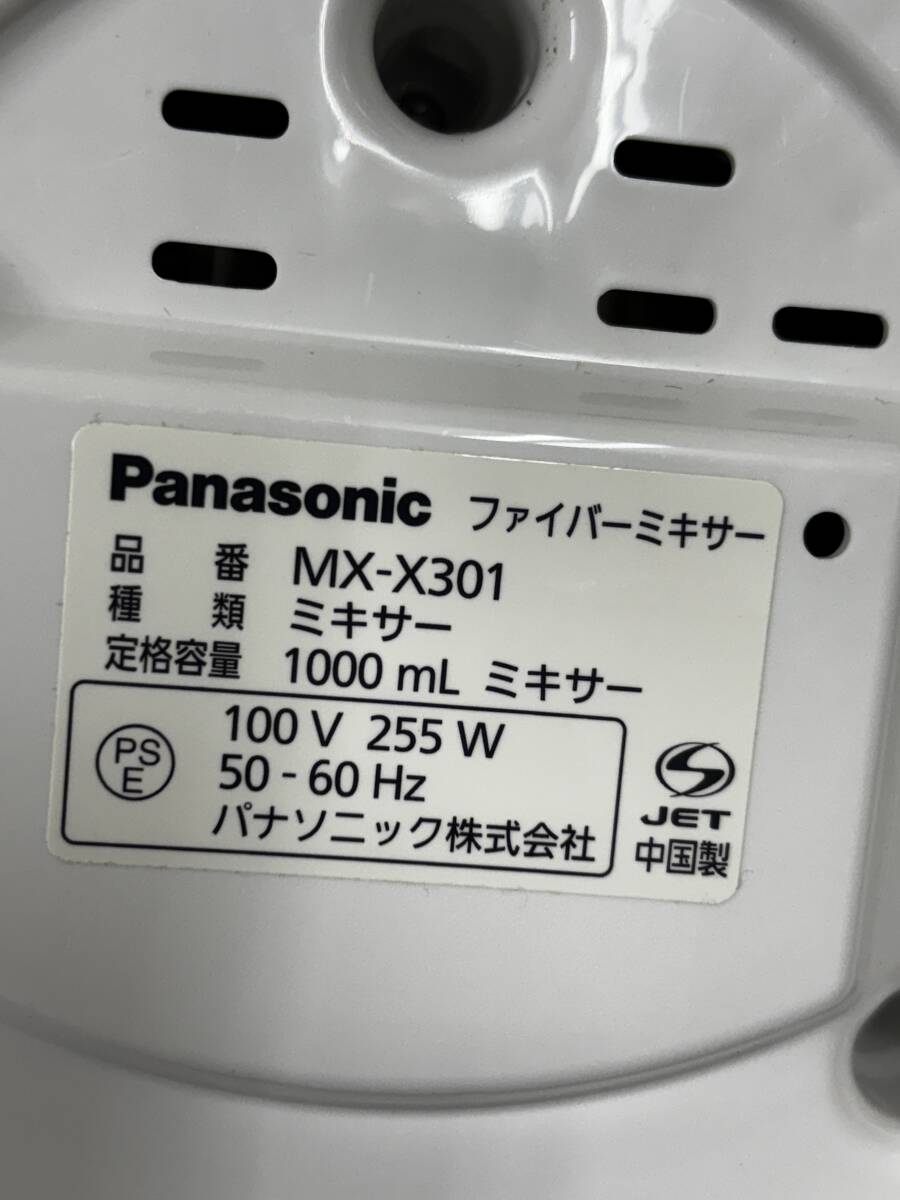 Panasonic ファイバーミキサー
品番 MX-X301
種類 ミキサー
定格容量 1000 mL ミキサー
PS E
100 V 255 W
50 - 60 Hz
パナソニック株式会社
JET
中国製